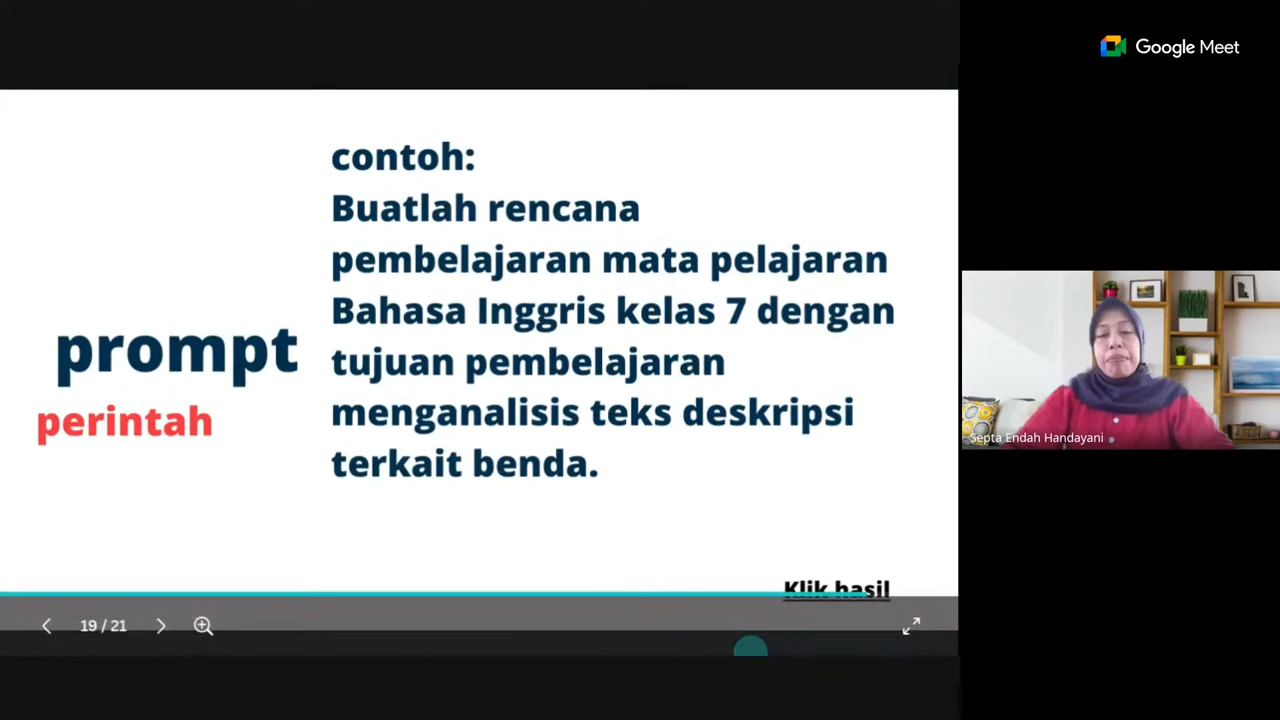 Google Meet
contoh:
Buatlah rencana
pembelajaran mata pelajaran
Bahasa Inggris kelas 7 dengan
tujuan pembelajaran
menganalisis teks deskripsi
terkait benda.
prompt
perintah
Septa Endah Handayani
Klik hasil
19 / 21